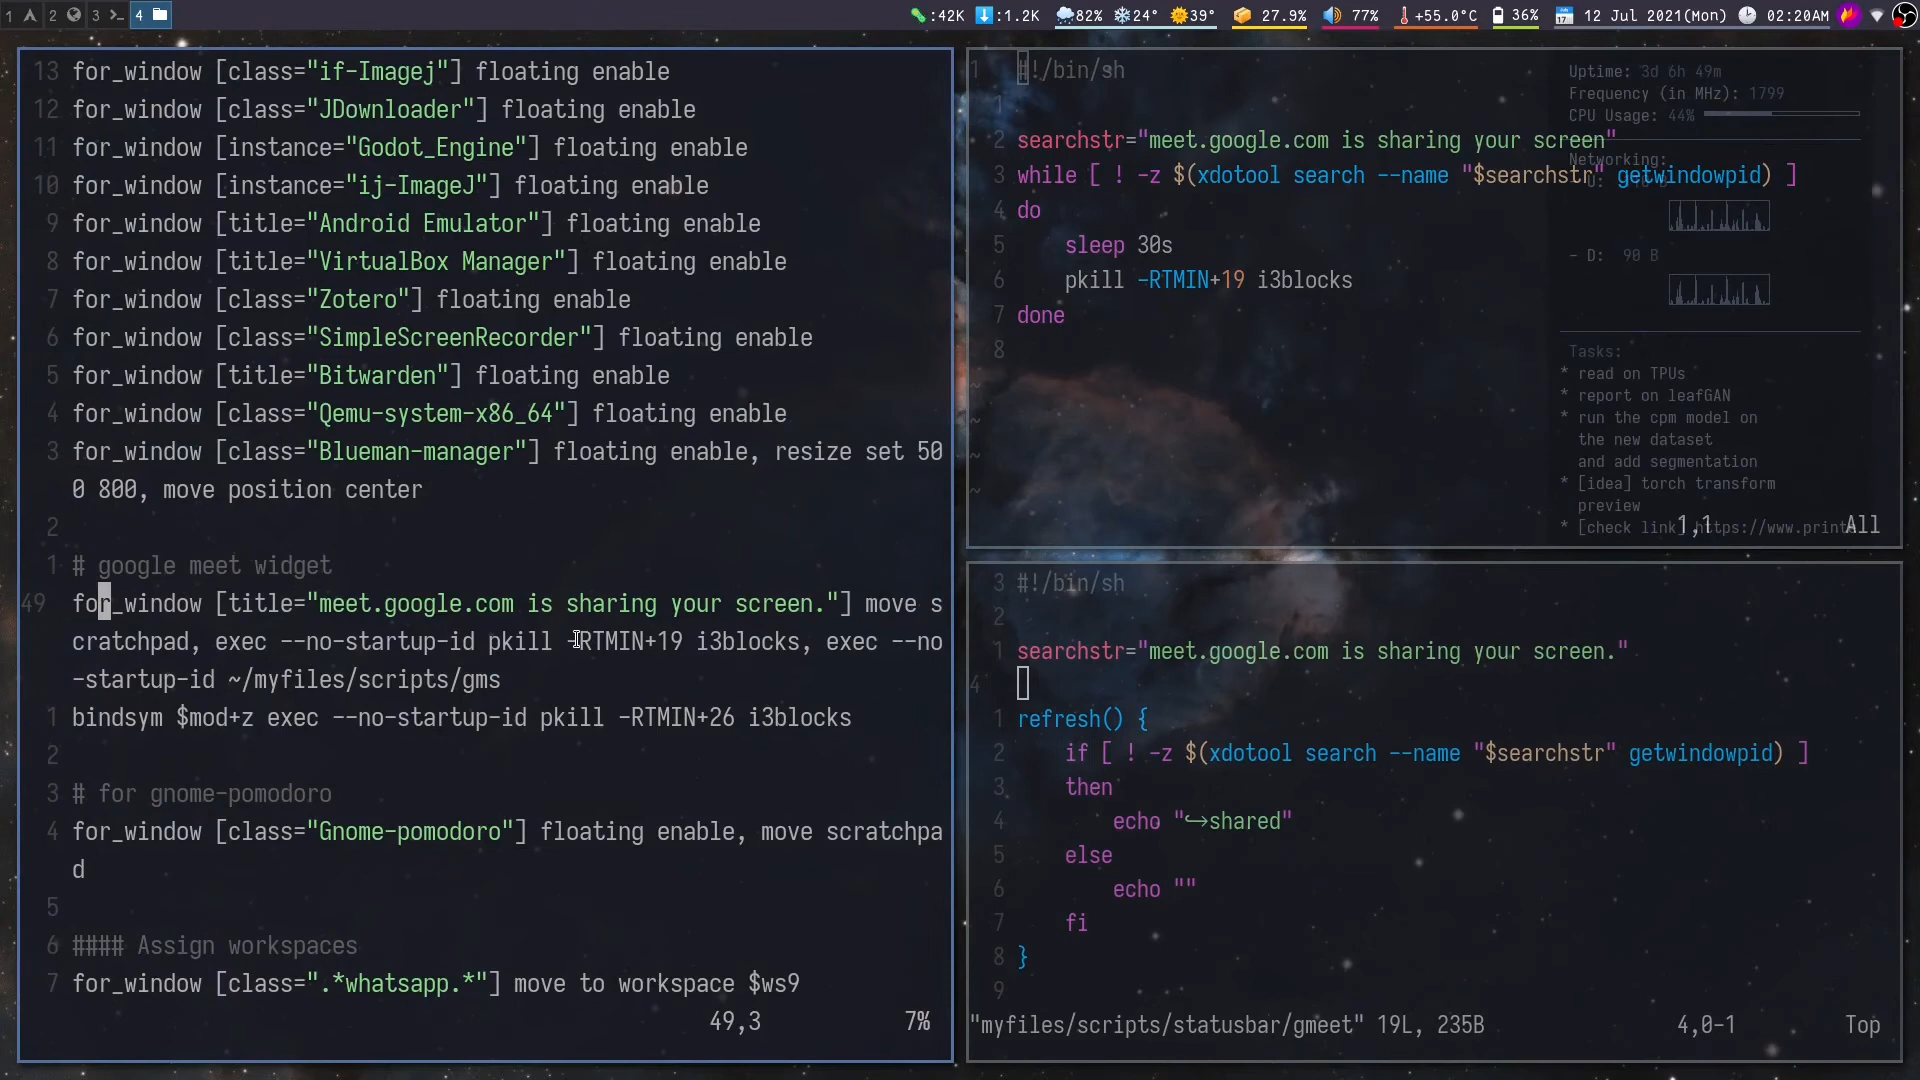 1 2 3 4 :42K :1.2K 82% 24° 39° 27.9% 77% +55.0°C 36% 12 Jul 2021(Mon) 02:20AM
13 for_window [class="if-Imagej"] floating enable
12 for_window [class="JDownloader"] floating enable
11 for_window [instance="Godot_Engine"] floating enable
10 for_window [instance="ij-ImageJ"] floating enable
9 for_window [title="Android Emulator"] floating enable
8 for_window [title="VirtualBox Manager"] floating enable
7 for_window [class="Zotero"] floating enable
6 for_window [class="SimpleScreenRecorder"] floating enable
5 for_window [title="Bitwarden"] floating enable
4 for_window [class="Qemu-system-x86_64"] floating enable
3 for_window [class="Blueman-manager"] floating enable, resize set 50
0 800, move position center
2
1 # google meet widget
49 for_window [title="meet.google.com is sharing your screen."] move s
cratchpad, exec --no-startup-id pkill -RTMIN+19 i3blocks, exec --no
-startup-id ~/myfiles/scripts/gms
1 bindsym $mod+z exec --no-startup-id pkill -RTMIN+26 i3blocks
2
3 # for gnome-pomodoro
4 for_window [class="Gnome-pomodoro"] floating enable, move scratchpa
d
5
6 #### Assign workspaces
7 for_window [class=".*whatsapp.*"] move to workspace $ws9
49,3 7%
1 #!/bin/sh
1
2 searchstr="meet.google.com is sharing your screen"
3 while [ ! -z $(xdotool search --name "$searchstr" getwindowpid) ]
4 do
5 sleep 30s
6 pkill -RTMIN+19 i3blocks
7 done
8
~
~
~
~
1,1 All
Uptime: 3d 6h 49m
Frequency (in MHz): 1799
CPU Usage: 44%
Networking:
- D: 90 B
Tasks:
* read on TPUs
* report on leafGAN
* run the cpm model on
the new dataset
and add segmentation
* [idea] torch transform
preview
* [check link] https://www.print
3 #!/bin/sh
2
1 searchstr="meet.google.com is sharing your screen."
4
1 refresh() {
2 if [ ! -z $(xdotool search --name "$searchstr" getwindowpid) ]
3 then
4 echo "↪shared"
5 else
6 echo ""
7 fi
8 }
9
"myfiles/scripts/statusbar/gmeet" 19L, 235B 4,0-1 Top